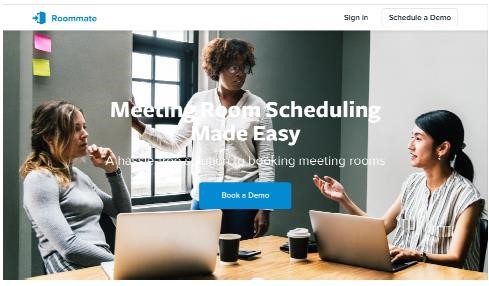 Roommate
Sign in
Schedule a Demo
Meeting Room Scheduling
Made Easy
A hassle-free solution to booking meeting rooms
Book a Demo